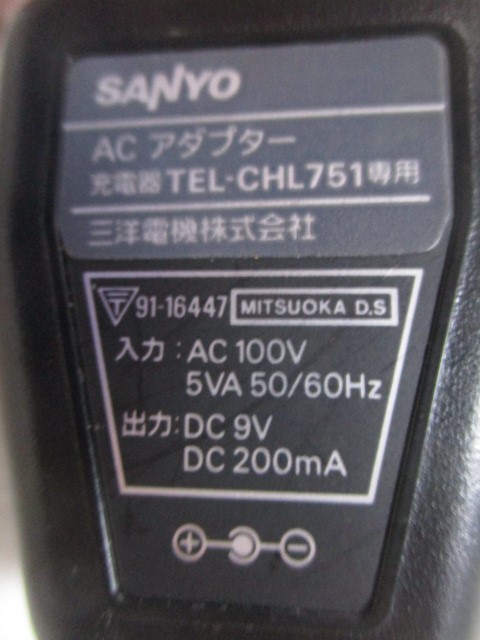 SANYO
AC アダプター
充電器 TEL-CHL751専用
三洋電機株式会社
〒 91-16447 MITSUOKA D.S
入力 : AC 100V
5VA 50/60Hz
出力 : DC 9V
DC 200mA